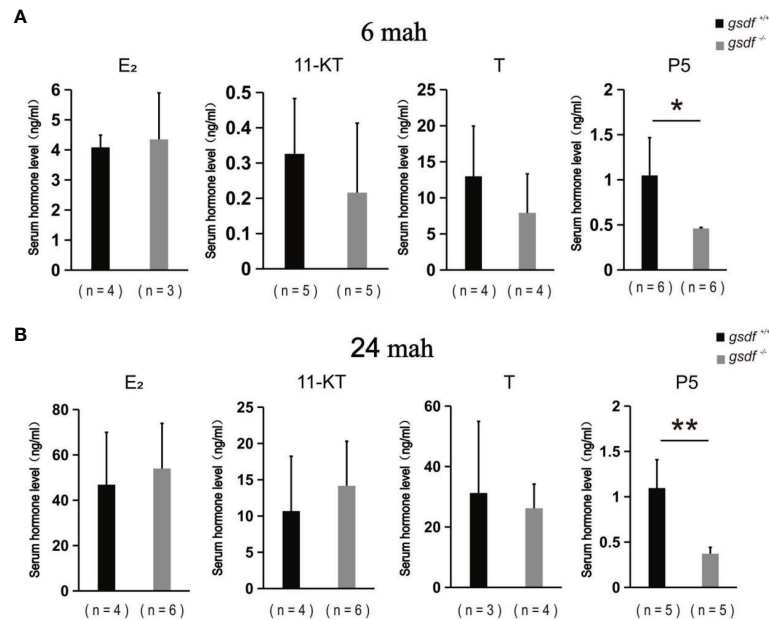 A
6 mah
gsdf +/+
gsdf -/-
E₂
11-KT
T
P5
Serum hormone level (ng/ml)
6
5
4
3
2
1
0
( n = 4 ) ( n = 3 )
Serum hormone level (ng/ml)
0.5
0.4
0.3
0.2
0.1
0
( n = 5 ) ( n = 5 )
Serum hormone level (ng/ml)
25
20
15
10
5
0
( n = 4 ) ( n = 4 )
Serum hormone level (ng/ml)
2
1.5
1
0.5
0
*
( n = 6 ) ( n = 6 )
B
24 mah
gsdf +/+
gsdf -/-
E₂
11-KT
T
P5
Serum hormone level (ng/ml)
80
60
40
20
0
( n = 4 ) ( n = 6 )
Serum hormone level (ng/ml)
25
20
15
10
5
0
( n = 4 ) ( n = 6 )
Serum hormone level (ng/ml)
60
40
20
0
( n = 3 ) ( n = 4 )
Serum hormone level (ng/ml)
2
1.5
1
0.5
0
**
( n = 5 ) ( n = 5 )